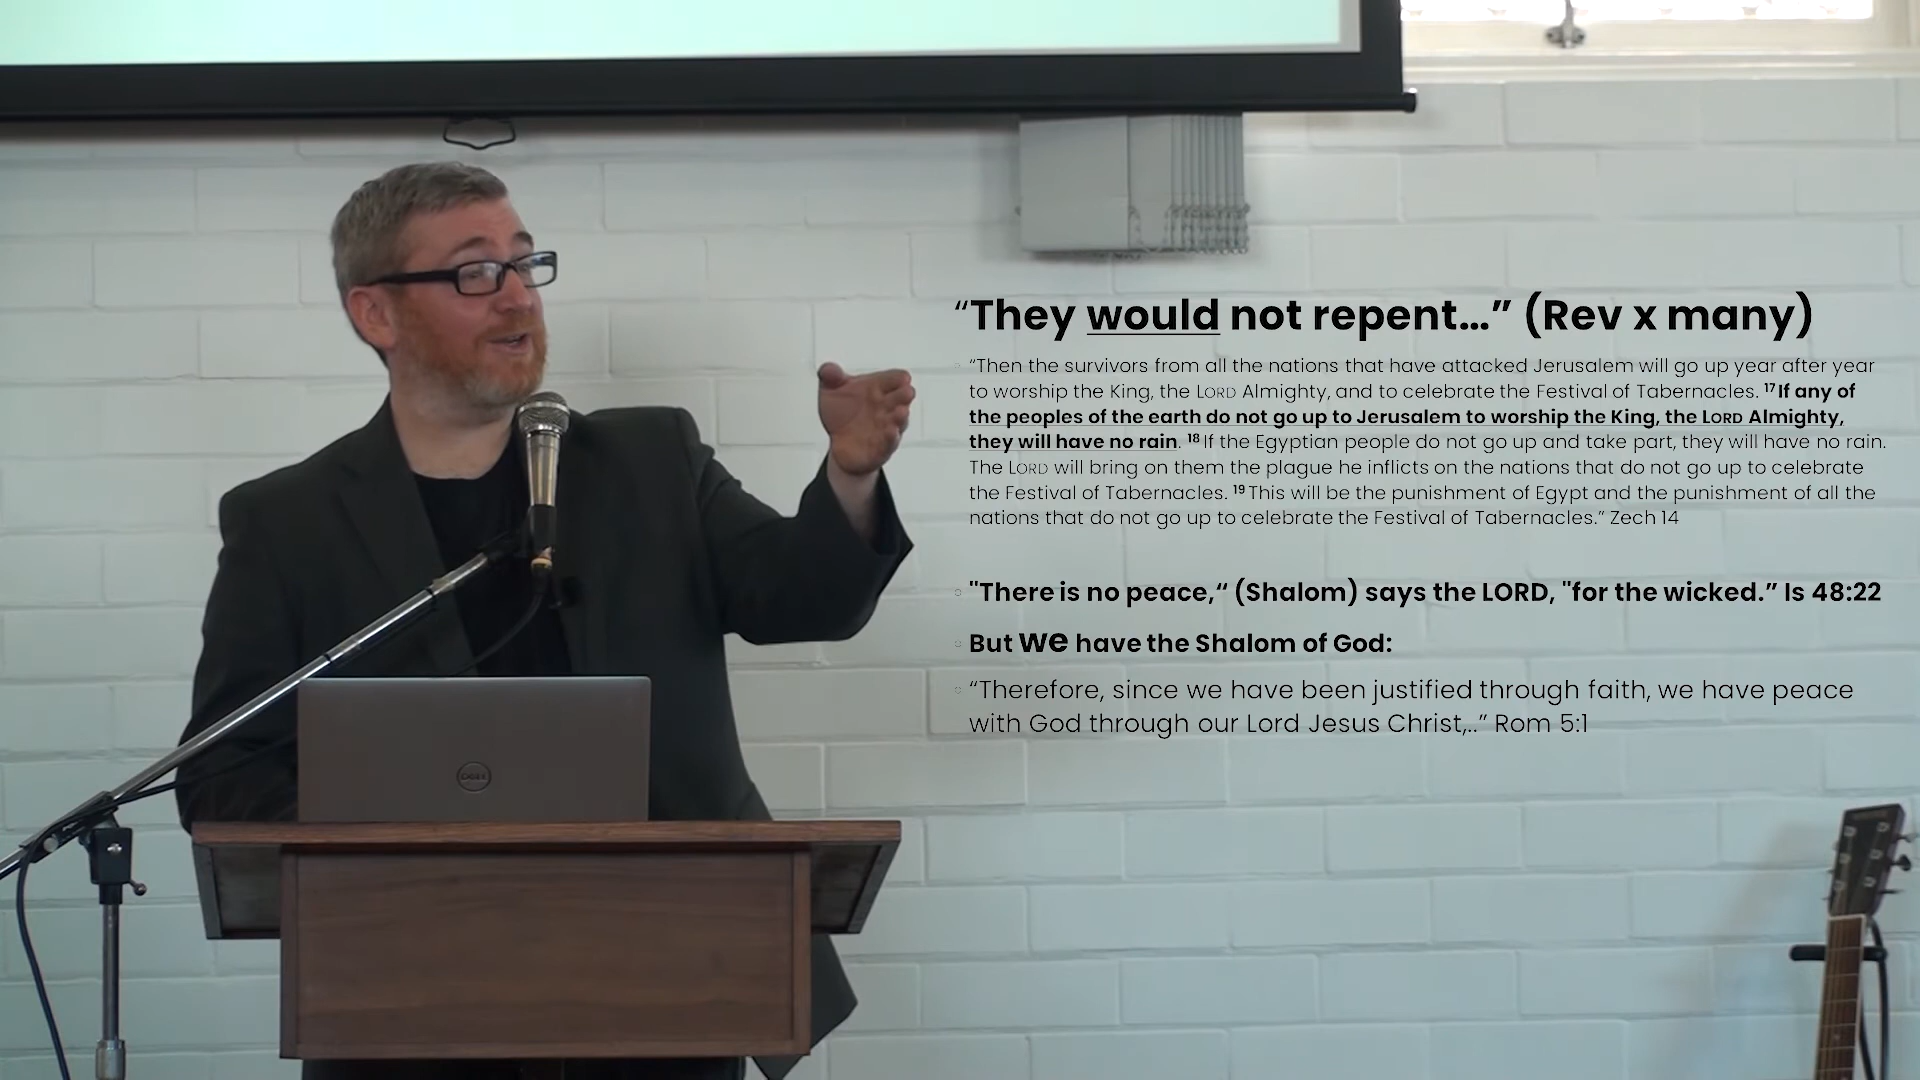 “They would not repent…” (Rev x many)
“Then the survivors from all the nations that have attacked Jerusalem will go up year after year
to worship the King, the LORD Almighty, and to celebrate the Festival of Tabernacles. 17 If any of
the peoples of the earth do not go up to Jerusalem to worship the King, the LORD Almighty,
they will have no rain. 18 If the Egyptian people do not go up and take part, they will have no rain.
The LORD will bring on them the plague he inflicts on the nations that do not go up to celebrate
the Festival of Tabernacles. 19 This will be the punishment of Egypt and the punishment of all the
nations that do not go up to celebrate the Festival of Tabernacles.” Zech 14
"There is no peace,“ (Shalom) says the LORD, "for the wicked.” Is 48:22
But we have the Shalom of God:
“Therefore, since we have been justified through faith, we have peace
with God through our Lord Jesus Christ,..” Rom 5:1
DELL